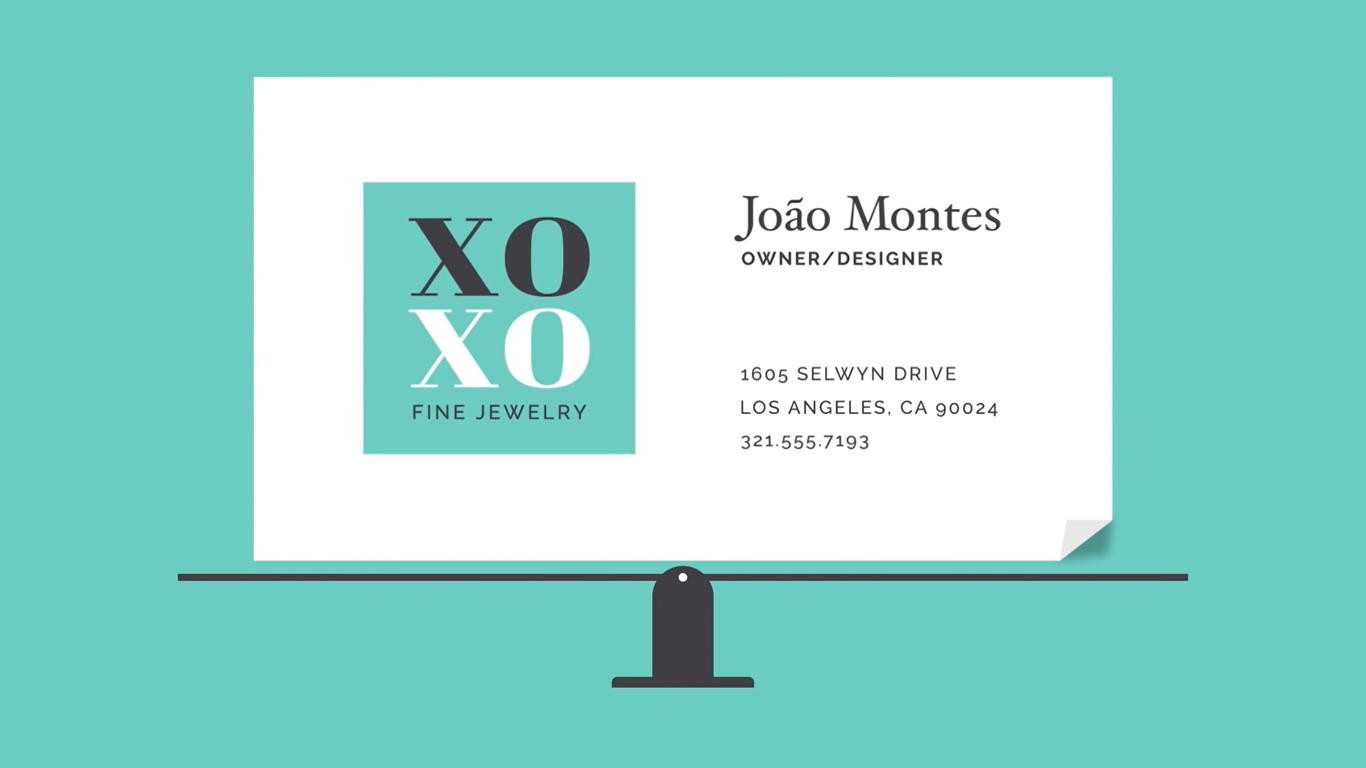 XO
XO
FINE JEWELRY
João Montes
OWNER/DESIGNER
1605 SELWYN DRIVE
LOS ANGELES, CA 90024
321.555.7193